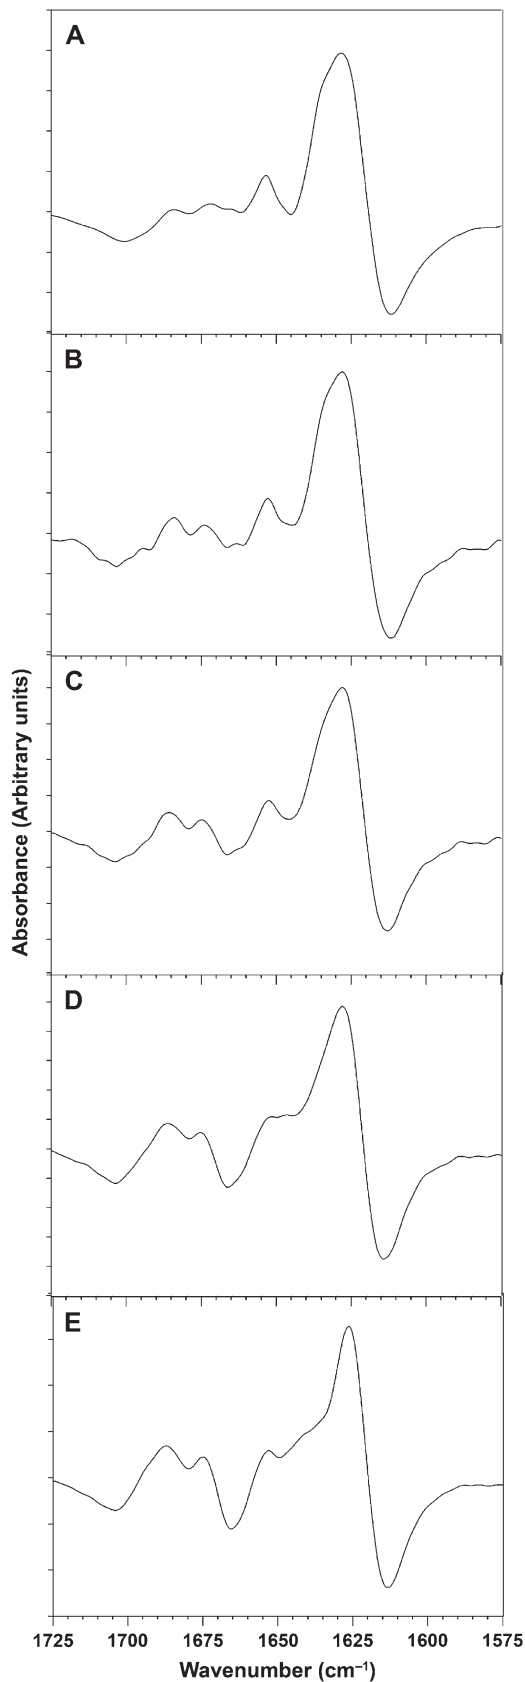 A
B
C
D
E
Absorbance (Arbitrary units)
1725 1700 1675 1650 1625 1600 1575
Wavenumber (cm⁻¹)